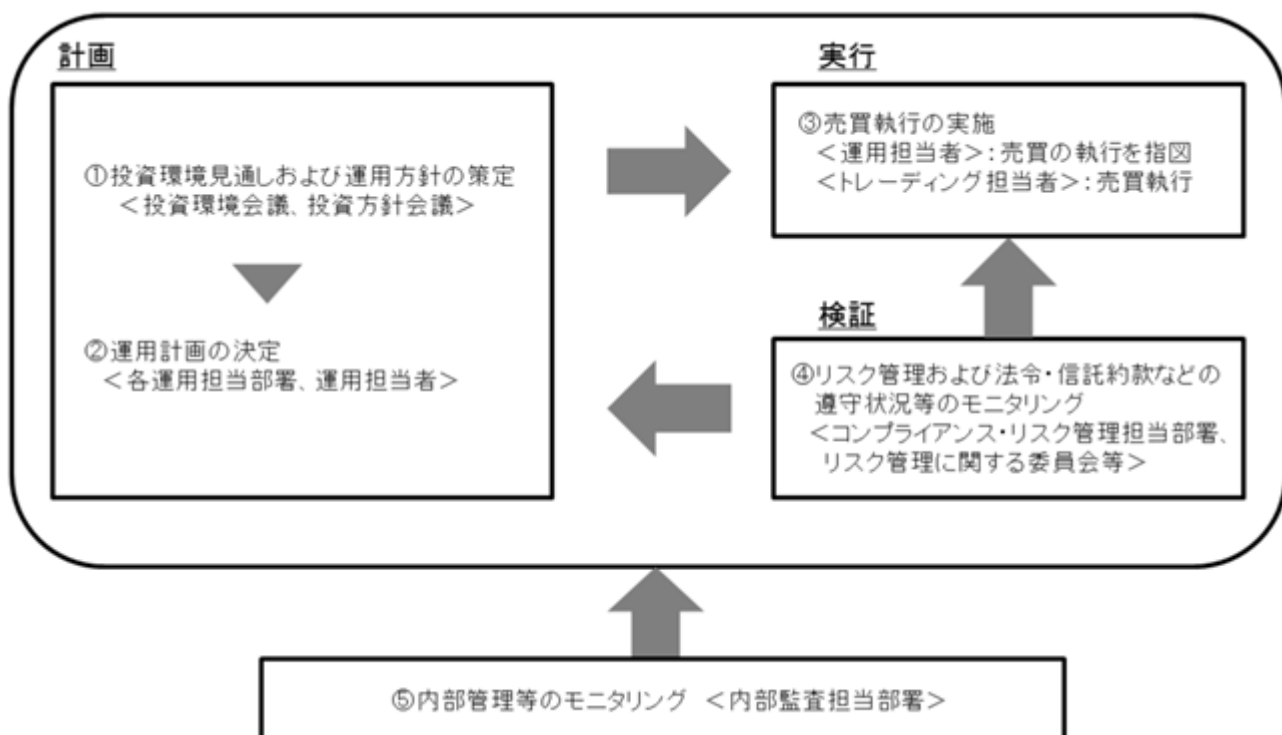 計画
①投資環境見通しおよび運用方針の策定
＜投資環境会議、投資方針会議＞
②運用計画の決定
＜各運用担当部署、運用担当者＞
実行
③売買執行の実施
＜運用担当者＞：売買の執行を指図
＜トレーディング担当者＞：売買執行
検証
④リスク管理および法令・信託約款などの
遵守状況等のモニタリング
＜コンプライアンス・リスク管理担当部署、
リスク管理に関する委員会等＞
⑤内部管理等のモニタリング ＜内部監査担当部署＞